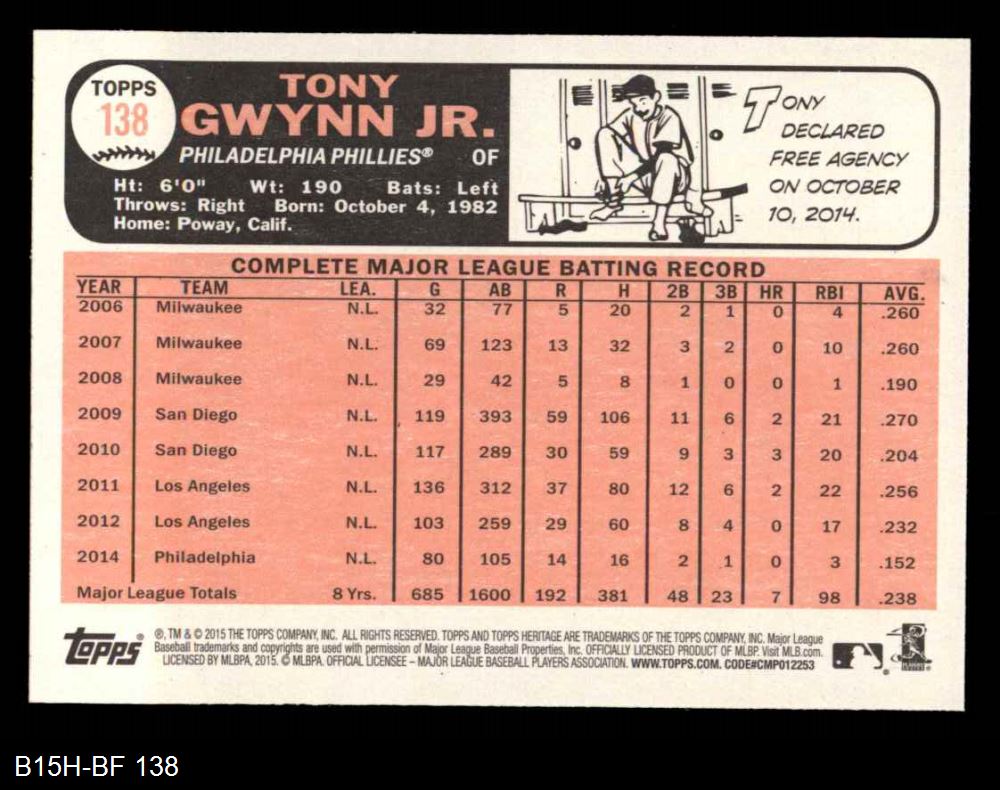 TOPPS
138
TONY
GWYNN JR.
PHILADELPHIA PHILLIES® OF
Ht: 6'0" Wt: 190 Bats: Left
Throws: Right Born: October 4, 1982
Home: Poway, Calif.
TONY
DECLARED
FREE AGENCY
ON OCTOBER
10, 2014.
COMPLETE MAJOR LEAGUE BATTING RECORD
YEAR TEAM LEA. G AB R H 2B 3B HR RBI AVG.
2006 Milwaukee N.L. 32 77 5 20 2 1 0 4 .260
2007 Milwaukee N.L. 69 123 13 32 3 2 0 10 .260
2008 Milwaukee N.L. 29 42 5 8 1 0 0 1 .190
2009 San Diego N.L. 119 393 59 106 11 6 2 21 .270
2010 San Diego N.L. 117 289 30 59 9 3 3 20 .204
2011 Los Angeles N.L. 136 312 37 80 12 6 2 22 .256
2012 Los Angeles N.L. 103 259 29 60 8 4 0 17 .232
2014 Philadelphia N.L. 80 105 14 16 2 1 0 3 .152
Major League Totals 8 Yrs. 685 1600 192 381 48 23 7 98 .238
topps®
®, TM & © 2015 THE TOPPS COMPANY, INC. ALL RIGHTS RESERVED. TOPPS AND TOPPS HERITAGE ARE TRADEMARKS OF THE TOPPS COMPANY, INC. Major League
Baseball trademarks and copyrights are used with permission of Major League Baseball Properties, Inc. OFFICIALLY LICENSED PRODUCT OF MLBP. Visit MLB.com.
LICENSED BY MLBPA, 2015. © MLBPA. OFFICIAL LICENSEE – MAJOR LEAGUE BASEBALL PLAYERS ASSOCIATION. WWW.TOPPS.COM. CODE#CMP012253
B15H-BF 138